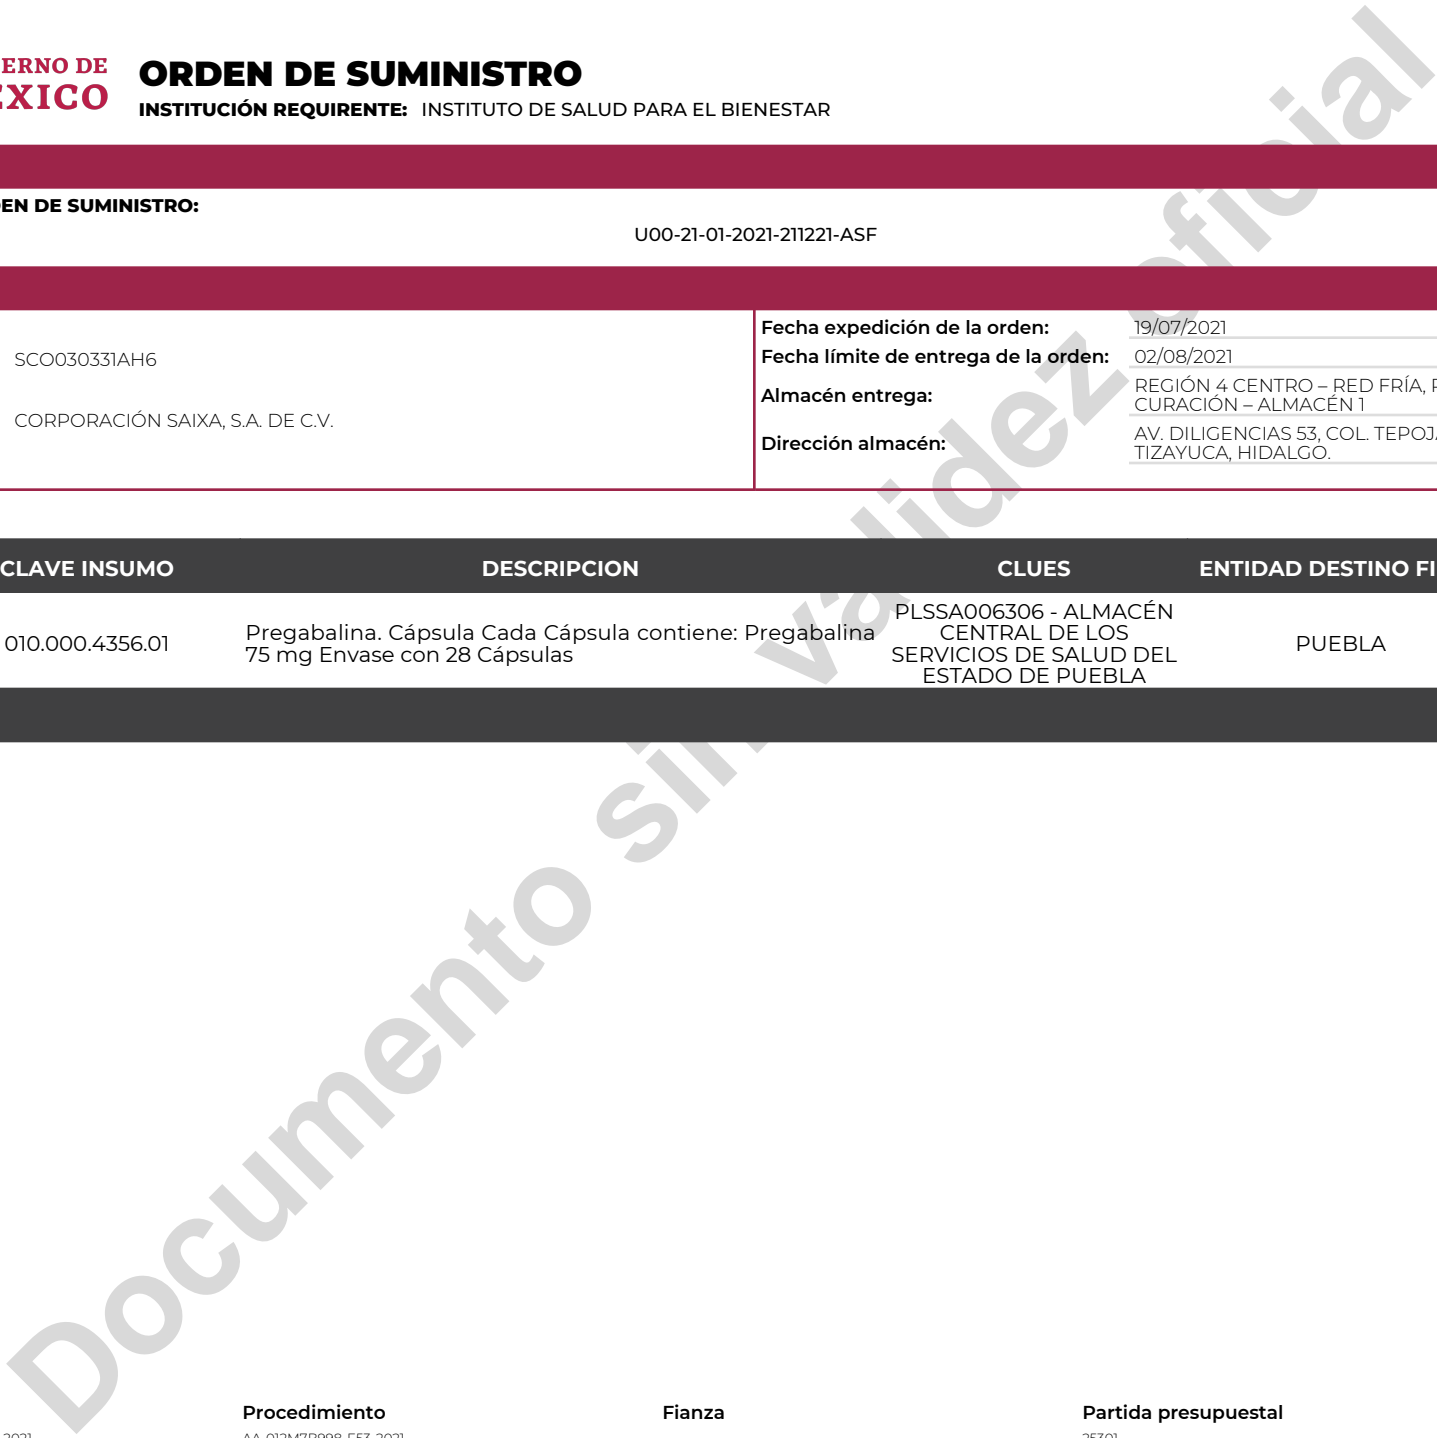 ORDEN DE SUMINISTRO
INSTITUCIÓN REQUIRENTE: INSTITUTO DE SALUD PARA EL BIENESTAR
ERNO DE
XICO
EN DE SUMINISTRO:
U00-21-01-2021-211221-ASF
SCO030331AH6
CORPORACIÓN SAIXA, S.A. DE C.V.
Fecha expedición de la orden: 19/07/2021
Fecha límite de entrega de la orden: 02/08/2021
Almacén entrega: REGIÓN 4 CENTRO – RED FRÍA,
CURACIÓN – ALMACÉN 1
Dirección almacén: AV. DILIGENCIAS 53, COL. TEPOJ
TIZAYUCA, HIDALGO.
CLAVE INSUMO DESCRIPCION CLUES ENTIDAD DESTINO FI
010.000.4356.01
Pregabalina. Cápsula Cada Cápsula contiene: Pregabalina
75 mg Envase con 28 Cápsulas
PLSSA006306 - ALMACÉN
CENTRAL DE LOS
SERVICIOS DE SALUD DEL
ESTADO DE PUEBLA
PUEBLA
Documento sin validez oficial
Procedimiento Fianza Partida presupuestal